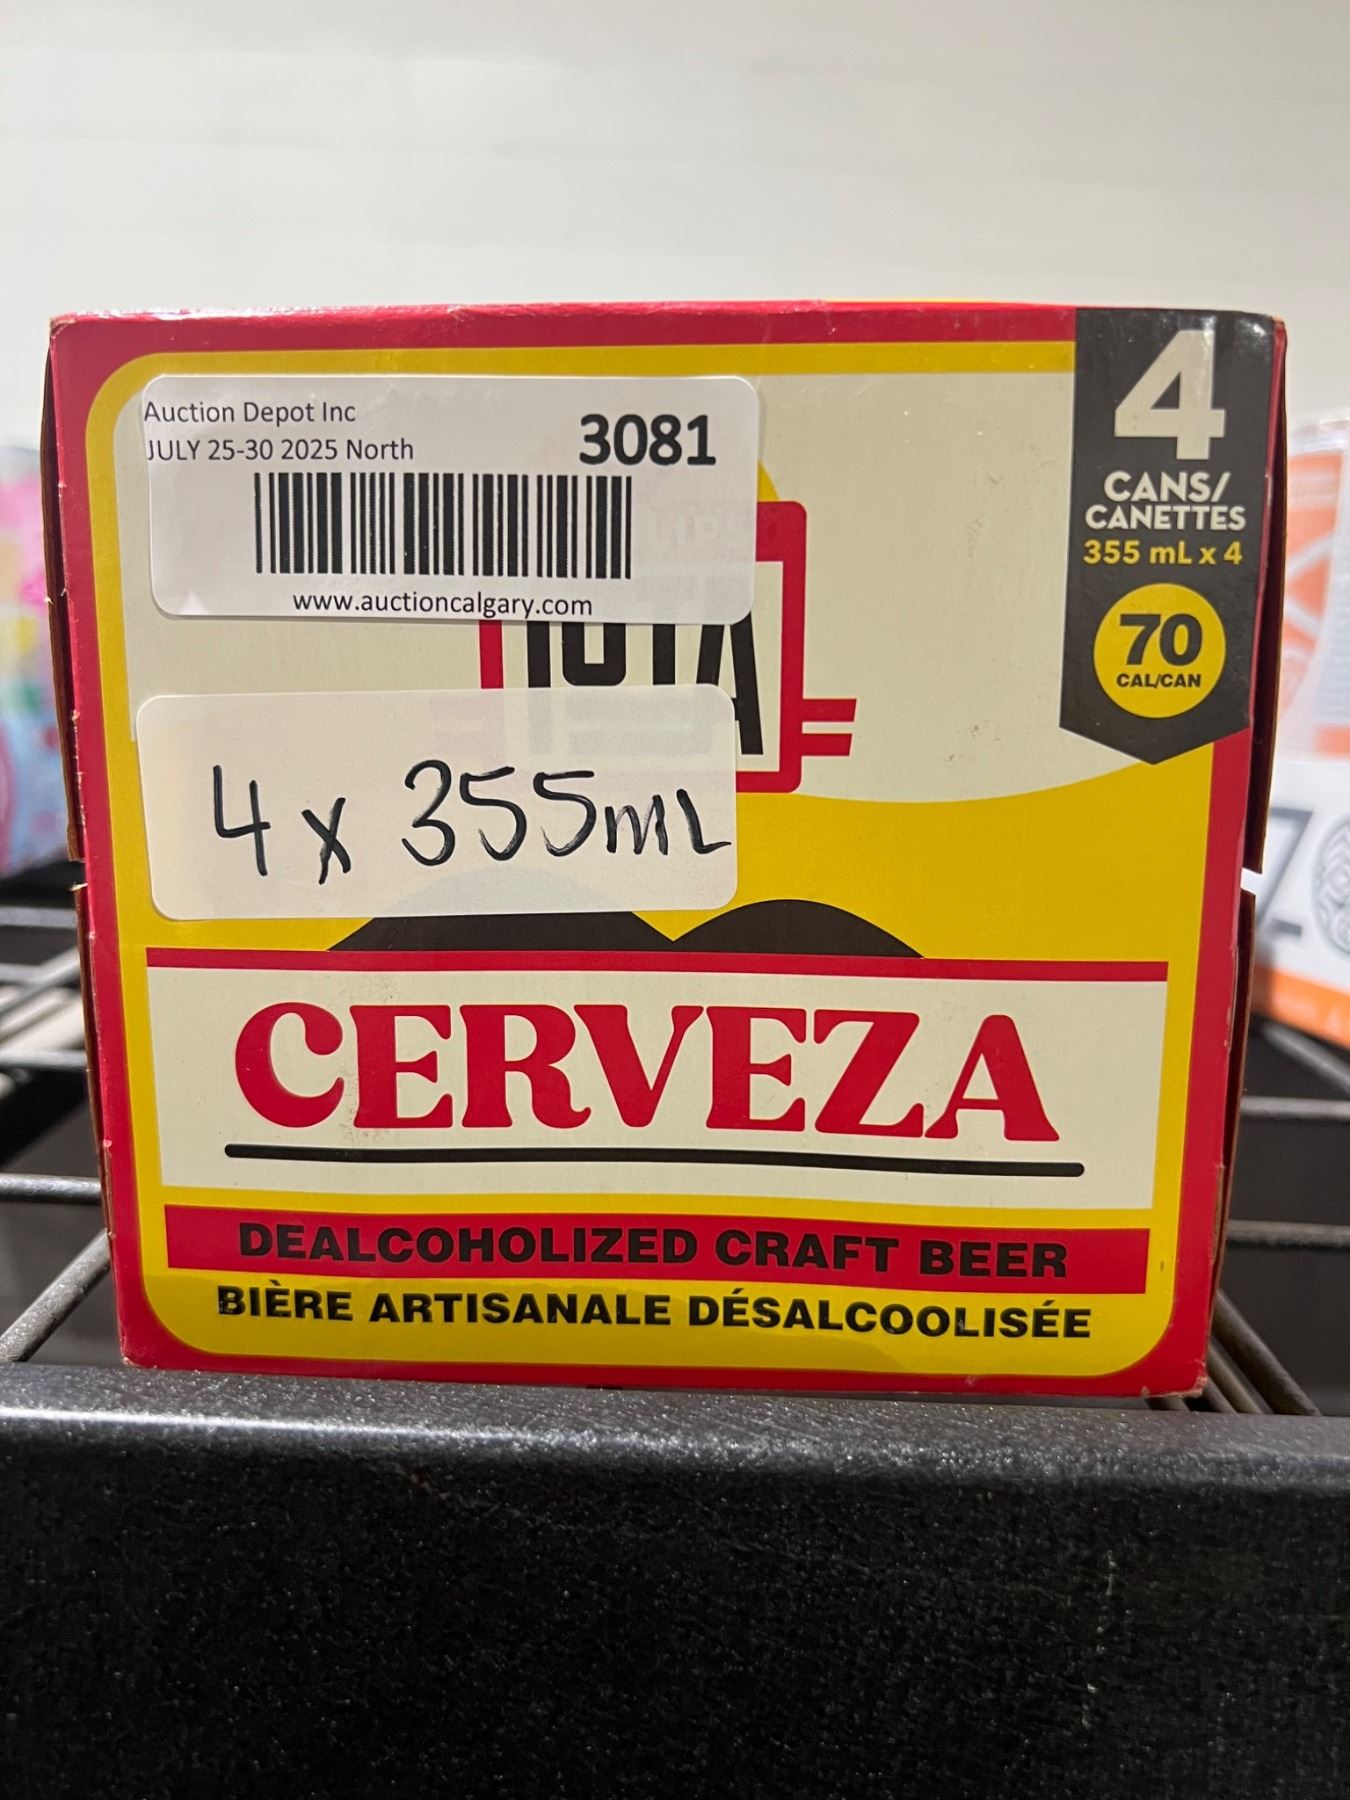 Auction Depot Inc
JULY 25-30 2025 North
3081
www.auctioncalgary.com
4
CANS/
CANETTES
355 mL x 4
70
CAL/CAN
4 x 355mL
CERVEZA
DEALCOHOLIZED CRAFT BEER
BIÈRE ARTISANALE DÉSALCOOLISÉE